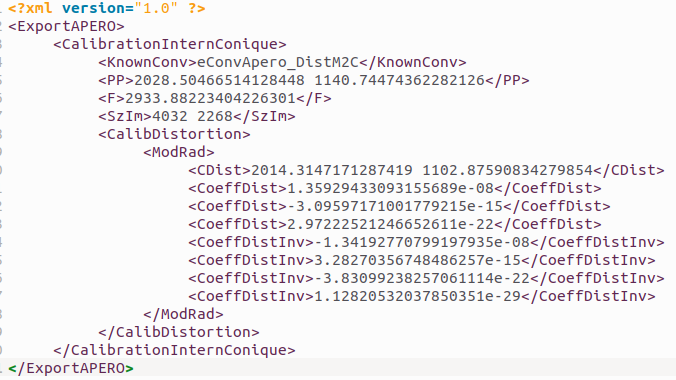 <?xml version="1.0" ?>
<ExportAPERO>
<CalibrationInternConique>
<KnownConv>eConvApero_DistM2C</KnownConv>
<PP>2028.50466514128448 1140.74474362282126</PP>
<F>2933.88223404226301</F>
<SzIm>4032 2268</SzIm>
<CalibDistortion>
<ModRad>
<CDist>2014.3147171287419 1102.87590834279854</CDist>
<CoeffDist>1.35929433093155689e-08</CoeffDist>
<CoeffDist>-3.09597171001779215e-15</CoeffDist>
<CoeffDist>2.97222521246652611e-22</CoeffDist>
<CoeffDistInv>-1.34192770799197935e-08</CoeffDistInv>
<CoeffDistInv>3.28270356748486257e-15</CoeffDistInv>
<CoeffDistInv>-3.83099238257061114e-22</CoeffDistInv>
<CoeffDistInv>1.12820532037850351e-29</CoeffDistInv>
</ModRad>
</CalibDistortion>
</CalibrationInternConique>
</ExportAPERO>